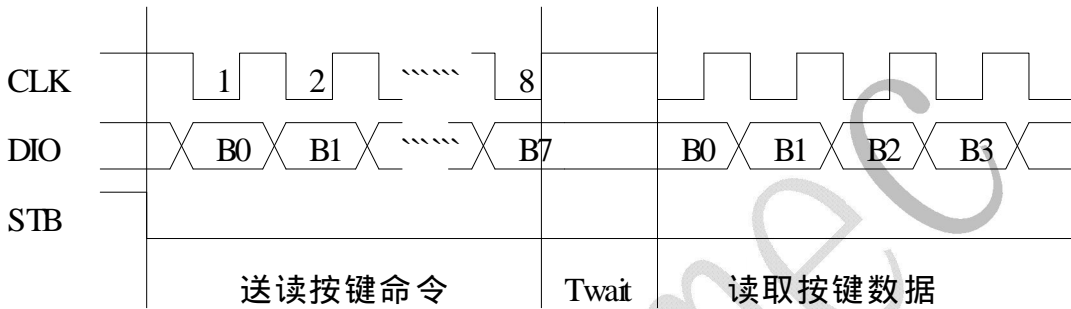 CLK 1 2 ``````  8
DIO B0 B1 `````` B7 B0 B1 B2 B3
STB
送读按键命令 Twait 读取按键数据
mec